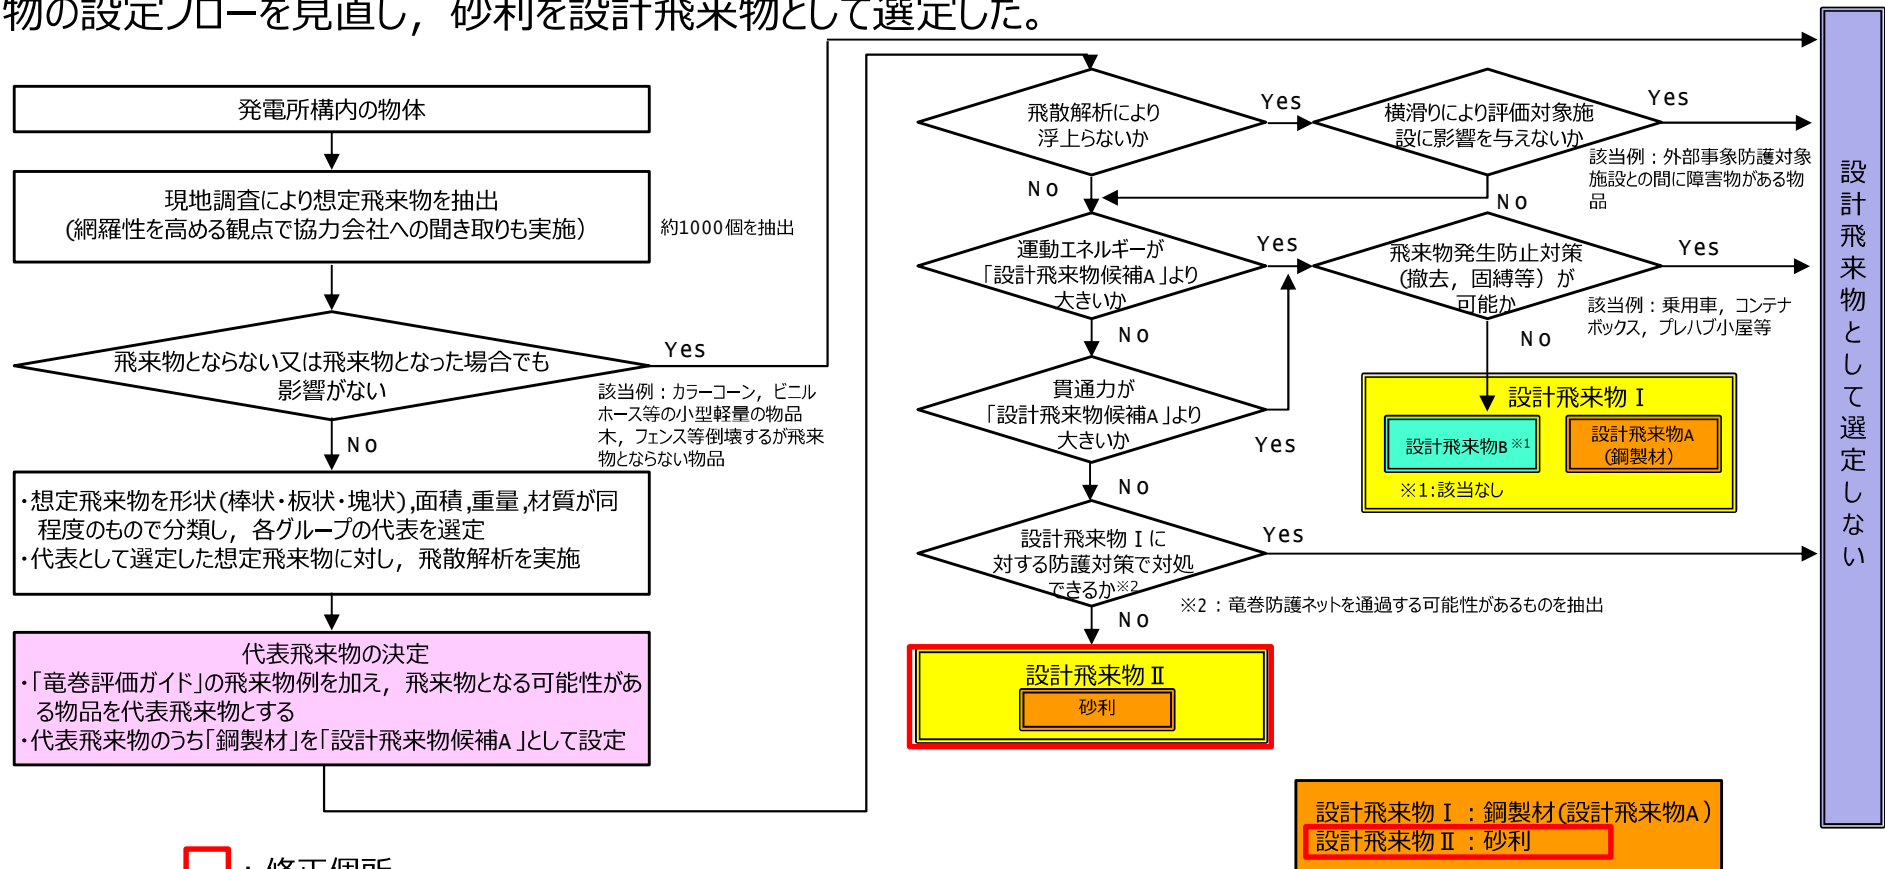 物の設定フローを見直し，砂利を設計飛来物として選定した。
発電所構内の物体
現地調査により想定飛来物を抽出
(網羅性を高める観点で協力会社への聞き取りも実施）
約1000個を抽出
飛来物とならない又は飛来物となった場合でも
影響がない
Yes
該当例：カラーコーン，ビニル
ホース等の小型軽量の物品
木，フェンス等倒壊するが飛来
物とならない物品
No
・想定飛来物を形状(棒状・板状・塊状),面積,重量,材質が同
程度のもので分類し，各グループの代表を選定
・代表として選定した想定飛来物に対し，飛散解析を実施
代表飛来物の決定
・「竜巻評価ガイド」の飛来物例を加え，飛来物となる可能性があ
る物品を代表飛来物とする
・代表飛来物のうち「鋼製材」を「設計飛来物候補A」として設定
飛散解析により
浮上らないか
Yes
No
横滑りにより評価対象施
設に影響を与えないか
Yes
該当例：外部事象防護対象
施設との間に障害物がある物
品
No
運動エネルギーが
「設計飛来物候補A」より
大きいか
Yes
No
飛来物発生防止対策
(撤去，固縛等）が
可能か
Yes
該当例：乗用車，コンテナ
ボックス，プレハブ小屋等
No
貫通力が
「設計飛来物候補A」より
大きいか
Yes
No
設計飛来物Ⅰ
設計飛来物B※1
設計飛来物A
(鋼製材）
※1:該当なし
設計飛来物Ⅰに
対する防護対策で対処
できるか※2
Yes
※2：竜巻防護ネットを通過する可能性があるものを抽出
No
設計飛来物Ⅱ
砂利
設計飛来物として選定しない
設計飛来物Ⅰ：鋼製材(設計飛来物A）
設計飛来物Ⅱ：砂利
：修正個所